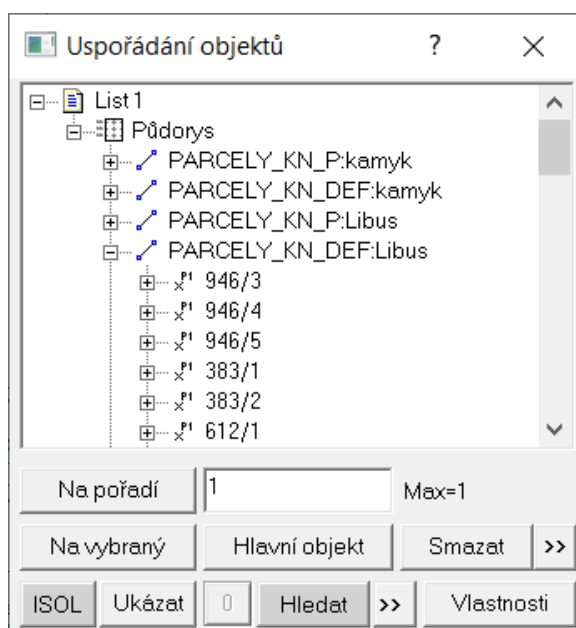 Uspořádání objektů ? ×
List1
Půdorys
PARCELY_KN_P:kamyk
PARCELY_KN_DEF:kamyk
PARCELY_KN_P:Libus
PARCELY_KN_DEF:Libus
946/3
946/4
946/5
383/1
383/2
612/1
Na pořadí 1 Max=1
Na vybraný Hlavní objekt Smazat >>
ISOL Ukázat 0 Hledat >> Vlastnosti